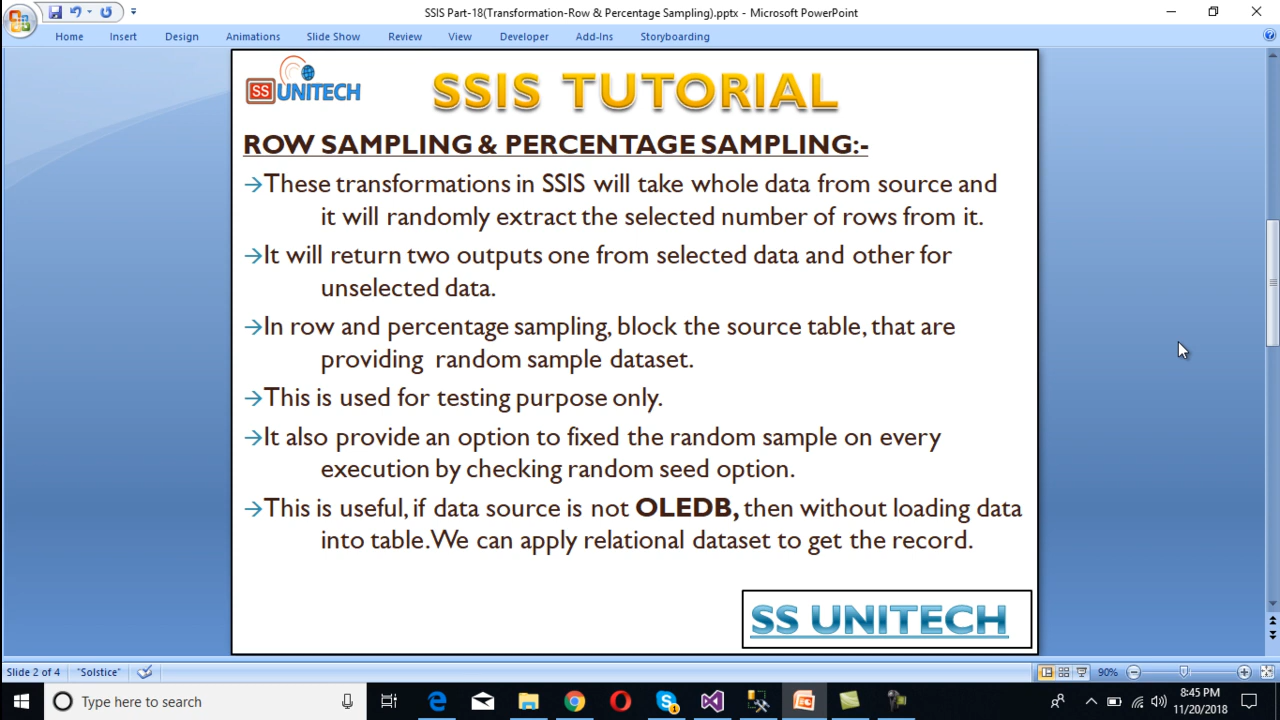 SSIS Part-18(Transformation-Row & Percentage Sampling).pptx - Microsoft PowerPoint
Home Insert Design Animations Slide Show Review View Developer Add-Ins Storyboarding
SS UNITECH
SSIS TUTORIAL
ROW SAMPLING & PERCENTAGE SAMPLING:-
→These transformations in SSIS will take whole data from source and
it will randomly extract the selected number of rows from it.
→It will return two outputs one from selected data and other for
unselected data.
→In row and percentage sampling, block the source table, that are
providing random sample dataset.
→This is used for testing purpose only.
→It also provide an option to fixed the random sample on every
execution by checking random seed option.
→This is useful, if data source is not OLEDB, then without loading data
into table. We can apply relational dataset to get the record.
SS UNITECH
Slide 2 of 4 "Solstice" 90%
Type here to search
8:45 PM
11/20/2018